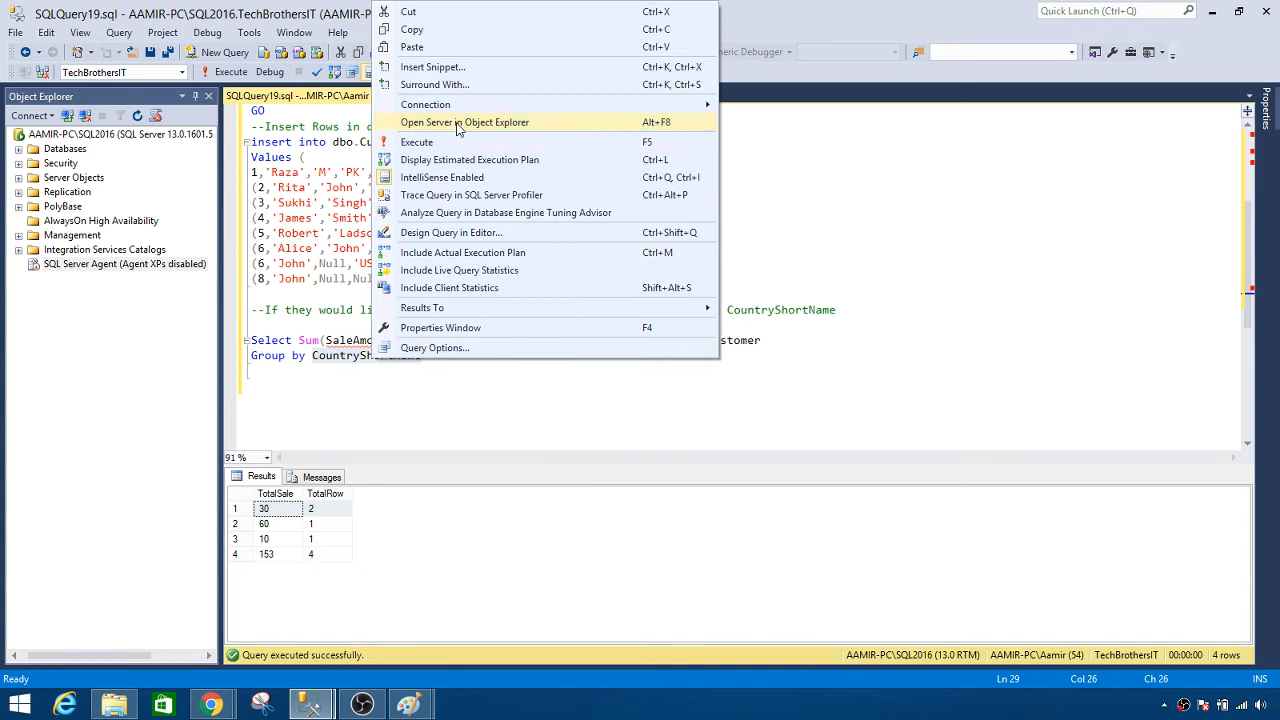 SQLQuery19.sql - AAMIR-PC\SQL2016.TechBrothersIT (AAMIR-P
Quick Launch (Ctrl+Q)
File Edit View Query Project Tools Window Help
New Query
Generic Debugger
TechBrothersIT
Execute Debug
Object Explorer
SQLQuery19.sql - ...MIR-PC\Aamir
Connect
AAMIR-PC\SQL2016 (SQL Server 13.0.1601.5
Databases
Security
Server Objects
Replication
PolyBase
AlwaysOn High Availability
Management
Integration Services Catalogs
SQL Server Agent (Agent XPs disabled)
GO
--Insert Rows in
insert into dbo.Cu
Values (
1,'Raza','M','PK',
(2,'Rita','John','
(3,'Sukhi','Singh'
(4,'James','Smith'
(5,'Robert','Ladso
(6,'Alice','John',
(6,'John',Null,'US
(8,'John',Null,Nul
--If they would li CountryShortName
Select Sum(SaleAmo stomer
Group by CountryShortName
Cut Ctrl+X
Copy Ctrl+C
Paste Ctrl+V
Insert Snippet... Ctrl+K, Ctrl+X
Surround With... Ctrl+K, Ctrl+S
Connection
Open Server in Object Explorer Alt+F8
Execute F5
Display Estimated Execution Plan Ctrl+L
IntelliSense Enabled Ctrl+Q, Ctrl+I
Trace Query in SQL Server Profiler Ctrl+Alt+P
Analyze Query in Database Engine Tuning Advisor
Design Query in Editor... Ctrl+Shift+Q
Include Actual Execution Plan Ctrl+M
Include Live Query Statistics
Include Client Statistics Shift+Alt+S
Results To
Properties Window F4
Query Options...
Properties
91 %
Results Messages
TotalSale TotalRow
1 30 2
2 60 1
3 10 1
4 153 4
Query executed successfully. AAMIR-PC\SQL2016 (13.0 RTM) AAMIR-PC\Aamir (54) TechBrothersIT 00:00:00 4 rows
Ready Ln 29 Col 26 Ch 26 INS